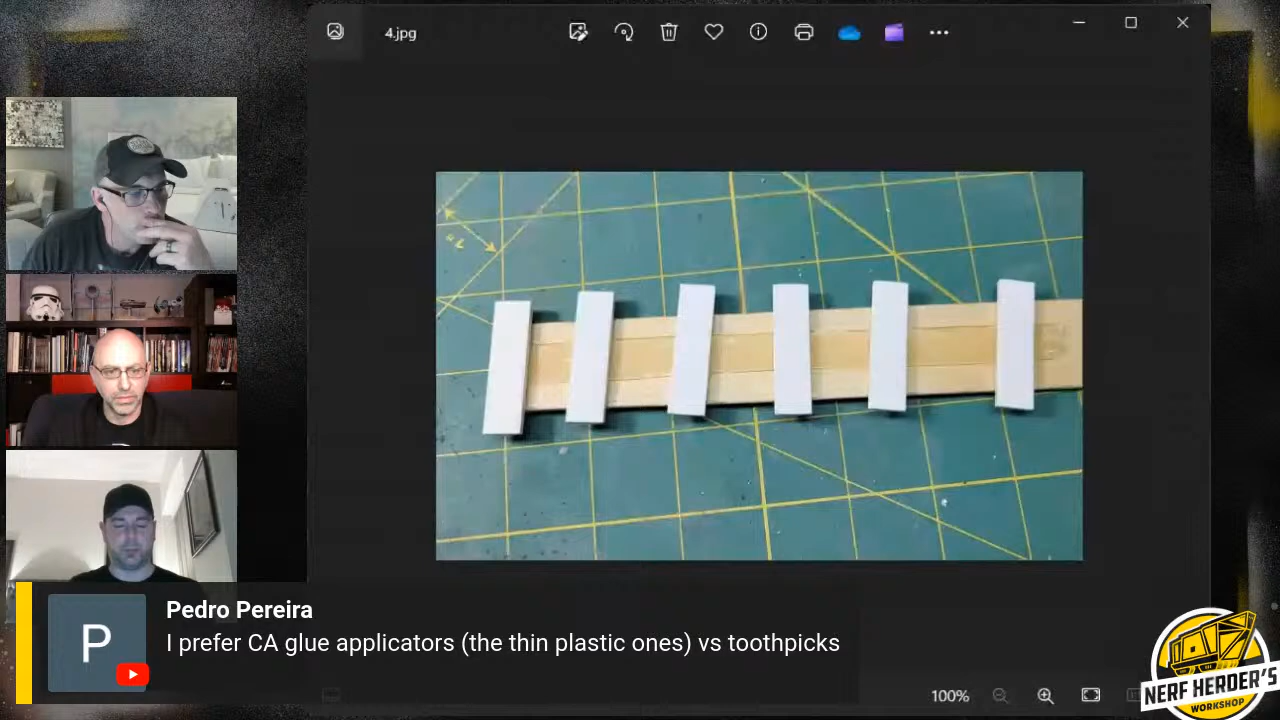 4.jpg
Pedro Pereira
P
I prefer CA glue applicators (the thin plastic ones) vs toothpicks
100%
NERF HERDER'S
WORKSHOP